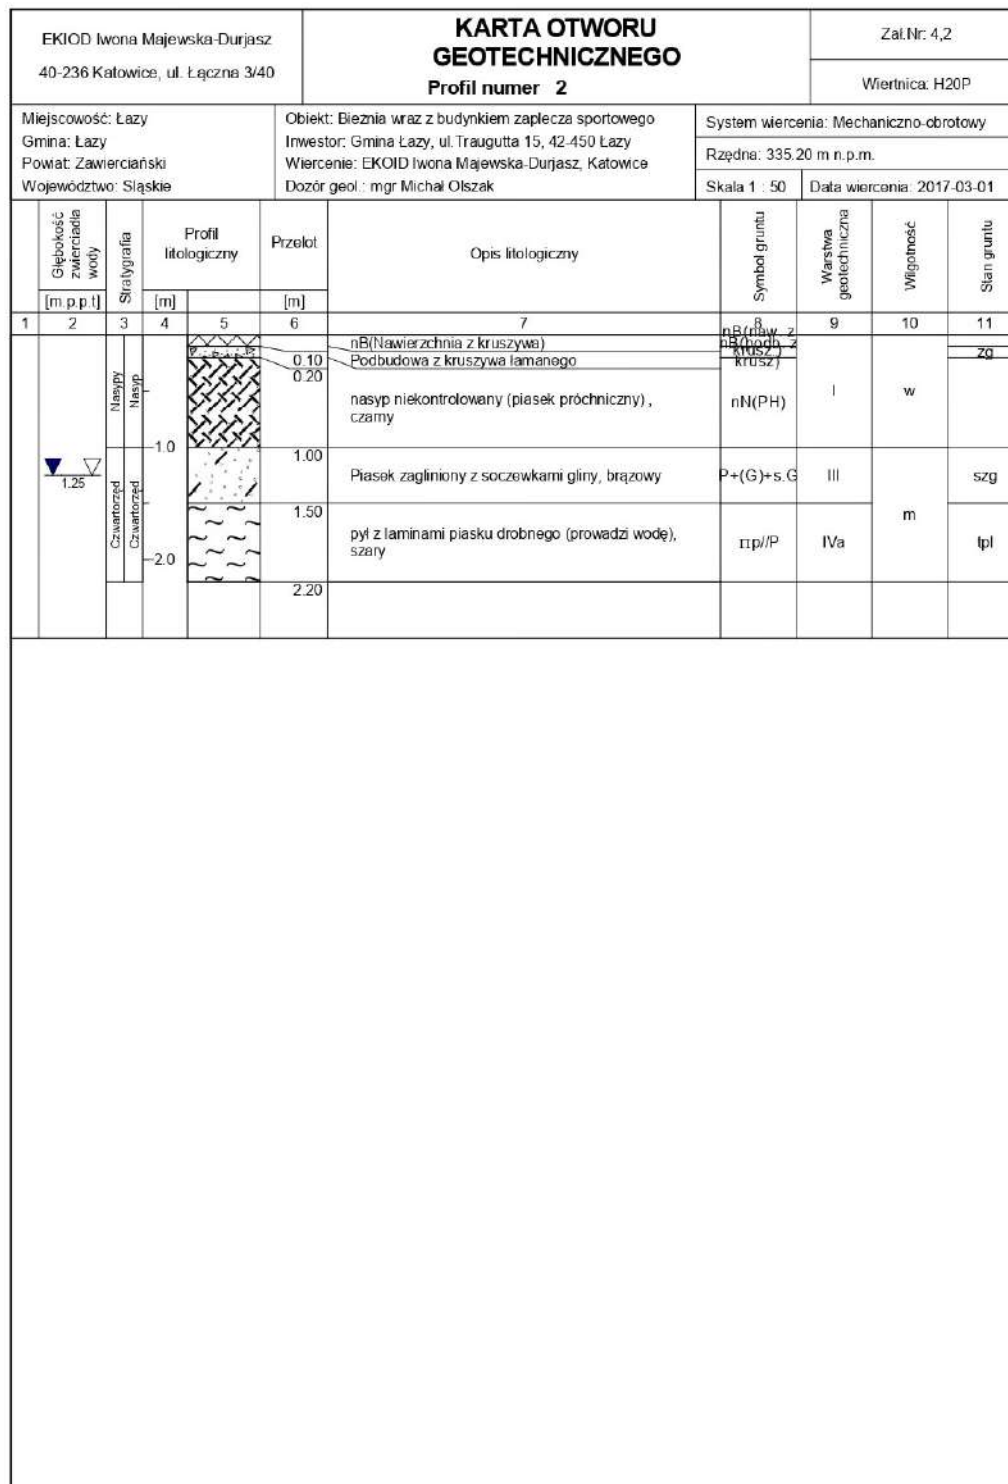 EKIOD Iwona Majewska-Durjasz
40-236 Katowice, ul. Łączna 3/40
KARTA OTWORU
GEOTECHNICZNEGO
Profil numer 2
Zał.Nr: 4,2
Wiertnica: H20P
Miejscowość: Łazy
Gmina: Łazy
Powiat: Zawierciański
Województwo: Śląskie
Obiekt: Bieżnia wraz z budynkiem zaplecza sportowego
Inwestor: Gmina Łazy, ul.Traugutta 15, 42-450 Łazy
Wiercenie: EKOID Iwona Majewska-Durjasz, Katowice
Dozór geol.: mgr Michał Olszak
System wiercenia: Mechaniczno-obrotowy
Rzędna: 335.20 m n.p.m.
Skala 1 : 50
Data wiercenia: 2017-03-01
Głębokość
zwierciadła
wody
[m.p.p.t]
Stratygrafia
Profil
litologiczny
[m]
Przelot
[m]
Opis litologiczny
Symbol gruntu
Warstwa
geotechniczna
Wilgotność
Stan gruntu
1 2 3 4 5 6 7 8 9 10 11
nB(Nawierzchnia z kruszywa)
nB(naw. z
krusz.)
0.10
Podbudowa z kruszywa łamanego
nB(podb. z
krusz)
zg
0.20
Nasypy
Nasyp
nasyp niekontrolowany (piasek próchniczny) ,
czarny
nN(PH)
I
w
1.0
1.00
1.25
Czwartorzęd
Czwartorzęd
Piasek zagliniony z soczewkami gliny, brązowy
P+(G)+s.G
III
szg
1.50
m
pył z laminami piasku drobnego (prowadzi wodę),
szary
πp//P
IVa
tpl
2.0
2.20